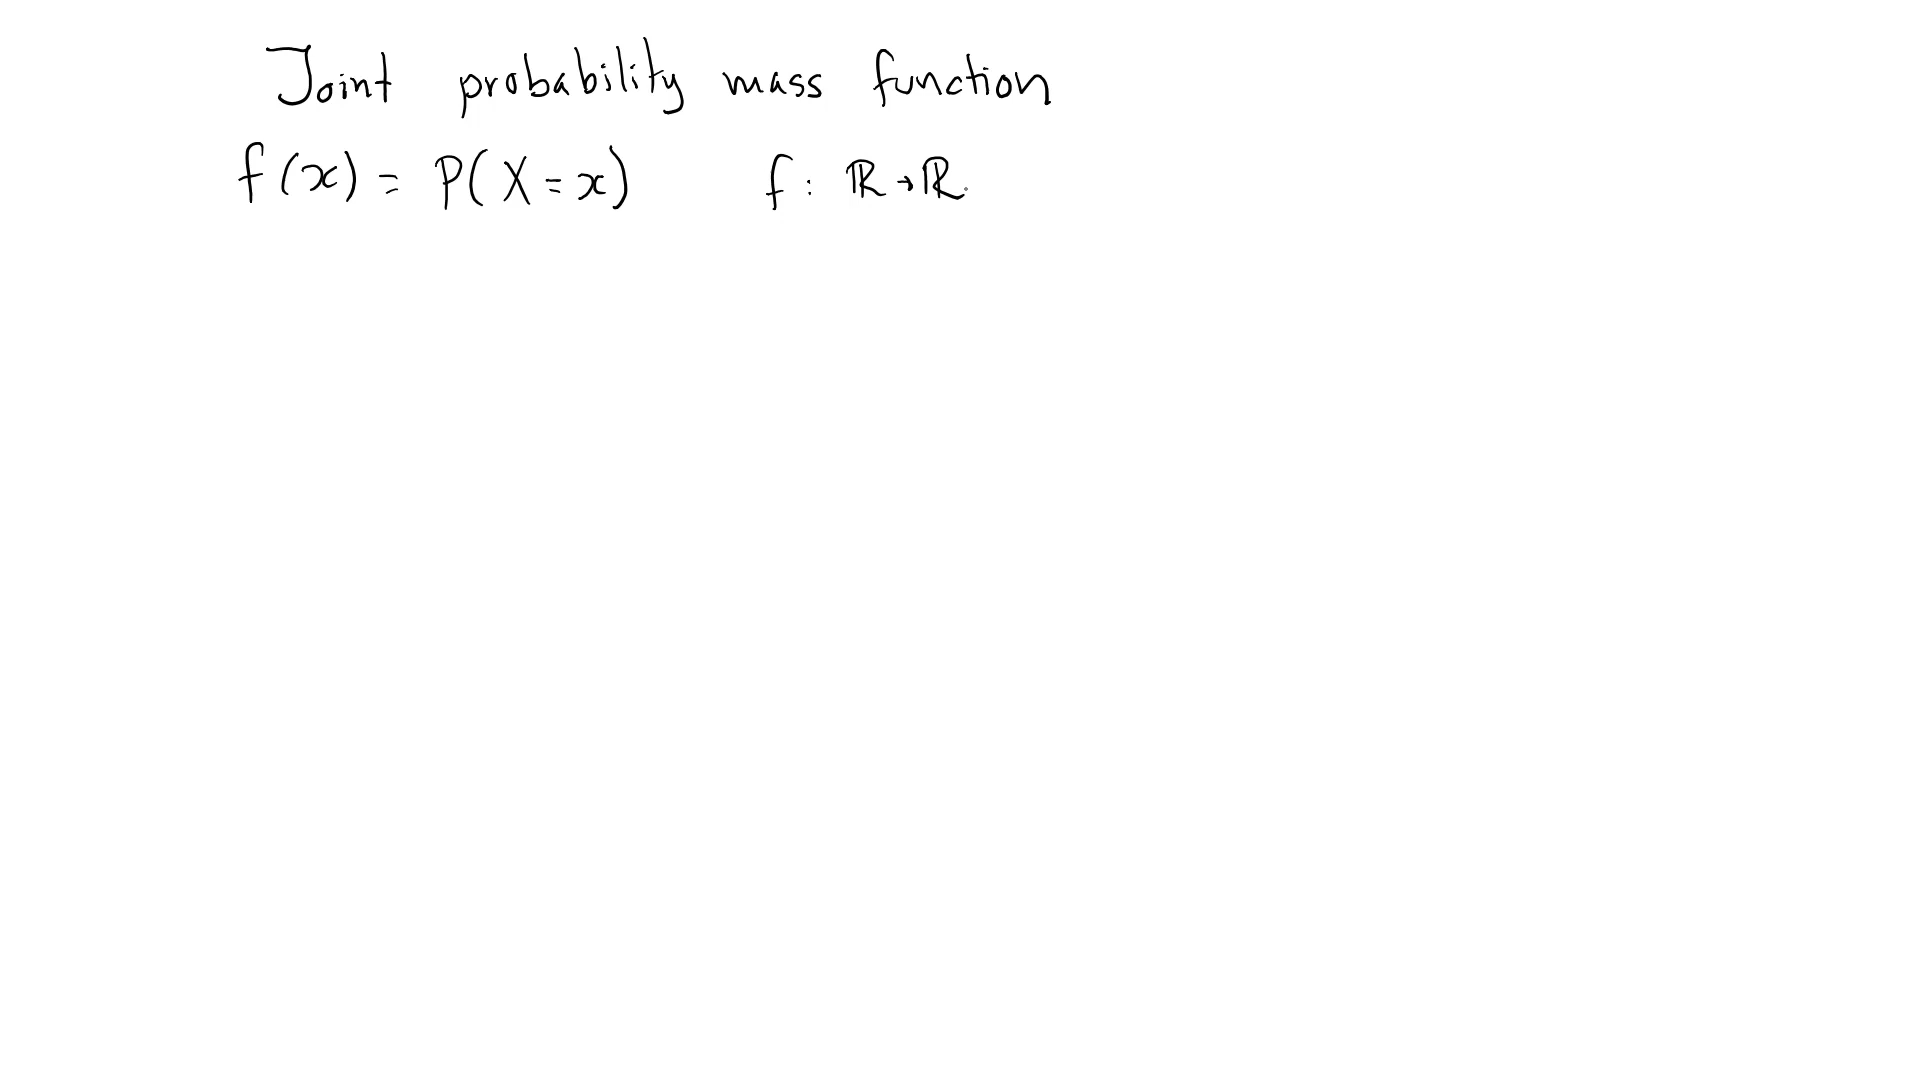 Joint probability mass function
f(x) = P(X = x) f: ℝ → ℝ